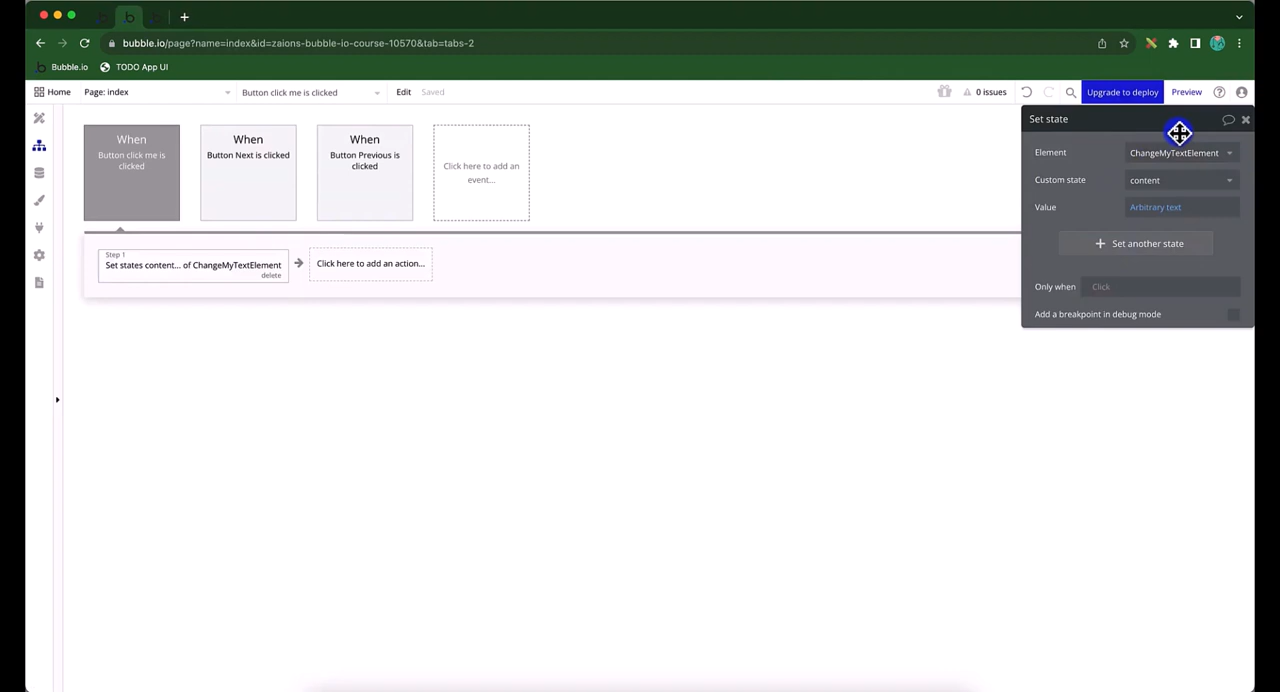 bubble.io/page?name=index&id=zaions-bubble-io-course-10570&tab=tabs-2
Bubble.io TODO App UI
Home Page: index Button click me is clicked Edit Saved 0 issues Upgrade to deploy Preview
When
Button click me is
clicked
When
Button Next is clicked
When
Button Previous is
clicked
Click here to add an
event...
Step 1
Set states content... of ChangeMyTextElement
delete
Click here to add an action...
Set state
Element ChangeMyTextElement
Custom state content
Value Arbitrary text
+ Set another state
Only when Click
Add a breakpoint in debug mode